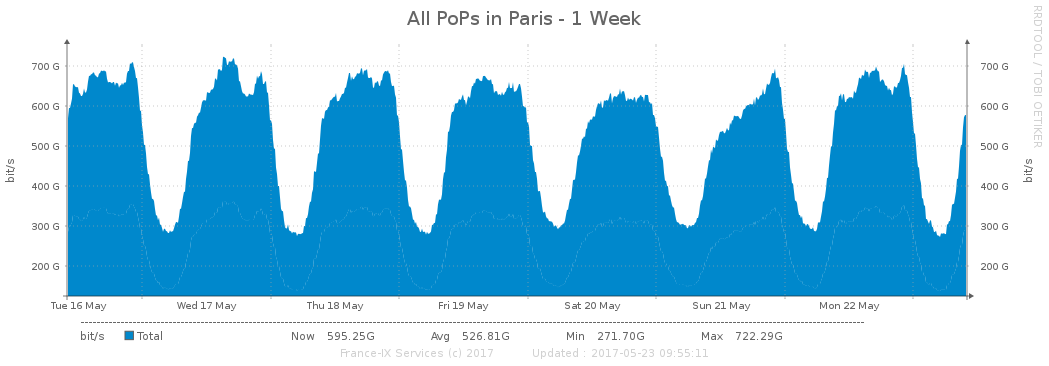 All PoPs in Paris - 1 Week
RRDTOOL / TOBI OETIKER
700 G 700 G
600 G 600 G
500 G 500 G
400 G 400 G
300 G 300 G
200 G 200 G
bit/s
bit/s
Tue 16 May Wed 17 May Thu 18 May Fri 19 May Sat 20 May Sun 21 May Mon 22 May
bit/s Total Now 595.25G Avg 526.81G Min 271.70G Max 722.29G
France-IX Services (c) 2017 Updated : 2017-05-23 09:55:11